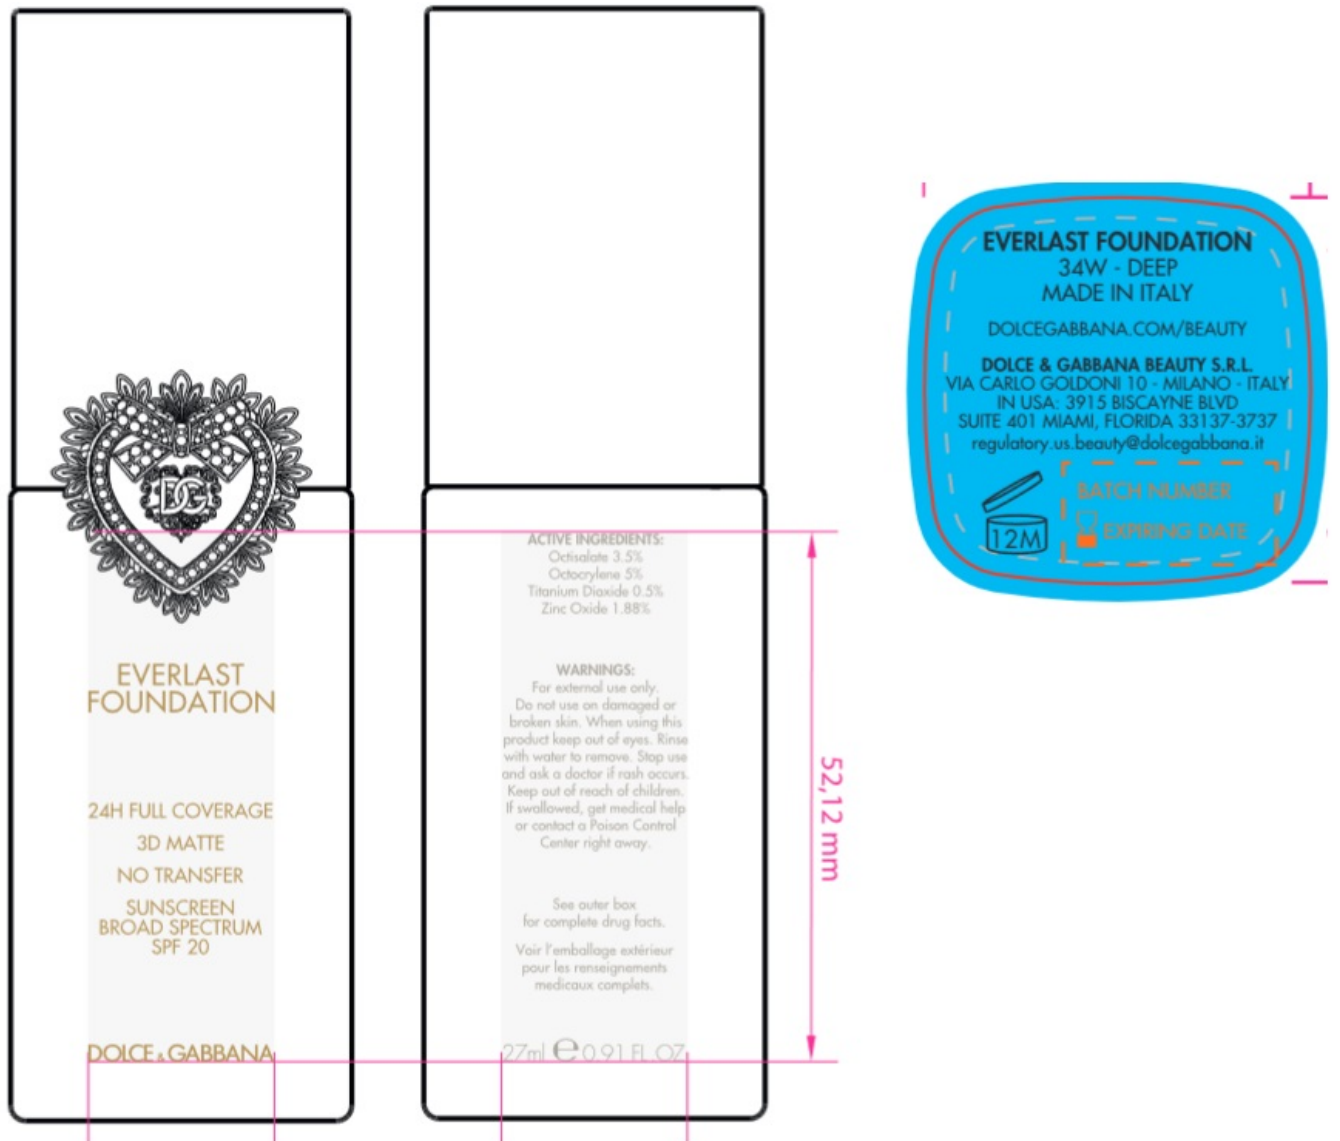 DG
EVERLAST
FOUNDATION
24H FULL COVERAGE
3D MATTE
NO TRANSFER
SUNSCREEN
BROAD SPECTRUM
SPF 20
DOLCE & GABBANA
ACTIVE INGREDIENTS:
Octisalate 3.5%
Octocrylene 5%
Titanium Dioxide 0.5%
Zinc Oxide 1.88%
WARNINGS:
For external use only.
Do not use on damaged or
broken skin. When using this
product keep out of eyes. Rinse
with water to remove. Stop use
and ask a doctor if rash occurs.
Keep out of reach of children.
If swallowed, get medical help
or contact a Poison Control
Center right away.
See outer box
for complete drug facts.
Voir l'emballage extérieur
pour les renseignements
medicaux complets.
27ml ℮ 0.91 FL.OZ.
52,12 mm
EVERLAST FOUNDATION
34W - DEEP
MADE IN ITALY
DOLCEGABBANA.COM/BEAUTY
DOLCE & GABBANA BEAUTY S.R.L.
VIA CARLO GOLDONI 10 - MILANO - ITALY
IN USA: 3915 BISCAYNE BLVD
SUITE 401 MIAMI, FLORIDA 33137-3737
regulatory.us.beauty@dolcegabbana.it
12M
BATCH NUMBER
EXPIRING DATE